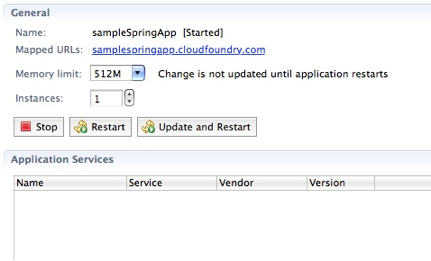 General
Name: sampleSpringApp [Started]
Mapped URLs: samplespringapp.cloudfoundry.com
Memory limit: 512M Change is not updated until application restarts
Instances: 1
Stop Restart Update and Restart
Application Services
Name Service Vendor Version